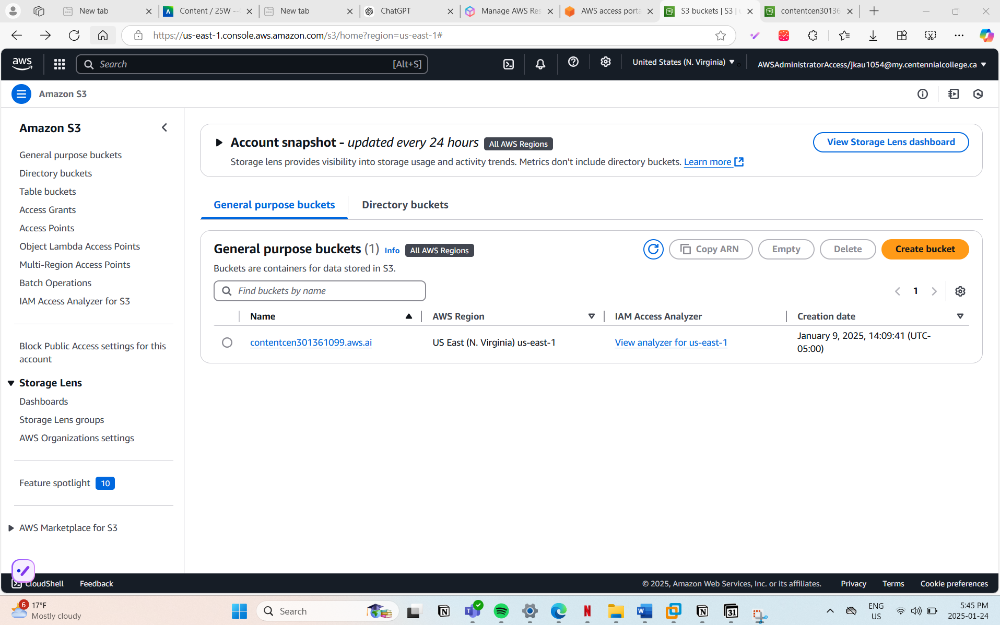 New tab
Content / 25W --
New tab
ChatGPT
Manage AWS Res
AWS access porta
S3 buckets | S3 | u
contentcen30136
https://us-east-1.console.aws.amazon.com/s3/home?region=us-east-1#
aws
Search
[Alt+S]
United States (N. Virginia)
AWSAdministratorAccess/jkau1054@my.centennialcollege.ca
Amazon S3
Amazon S3
General purpose buckets
Directory buckets
Table buckets
Access Grants
Access Points
Object Lambda Access Points
Multi-Region Access Points
Batch Operations
IAM Access Analyzer for S3
Block Public Access settings for this
account
Storage Lens
Dashboards
Storage Lens groups
AWS Organizations settings
Feature spotlight 10
AWS Marketplace for S3
Account snapshot - updated every 24 hours All AWS Regions
View Storage Lens dashboard
Storage lens provides visibility into storage usage and activity trends. Metrics don't include directory buckets. Learn more
General purpose buckets
Directory buckets
General purpose buckets (1) Info All AWS Regions
Copy ARN
Empty
Delete
Create bucket
Buckets are containers for data stored in S3.
Find buckets by name
1
Name
AWS Region
IAM Access Analyzer
Creation date
contentcen301361099.aws.ai
US East (N. Virginia) us-east-1
View analyzer for us-east-1
January 9, 2025, 14:09:41 (UTC-
05:00)
CloudShell
Feedback
© 2025, Amazon Web Services, Inc. or its affiliates.
Privacy
Terms
Cookie preferences
6
17°F
Mostly cloudy
Search
31
ENG
US
5:45 PM
2025-01-24